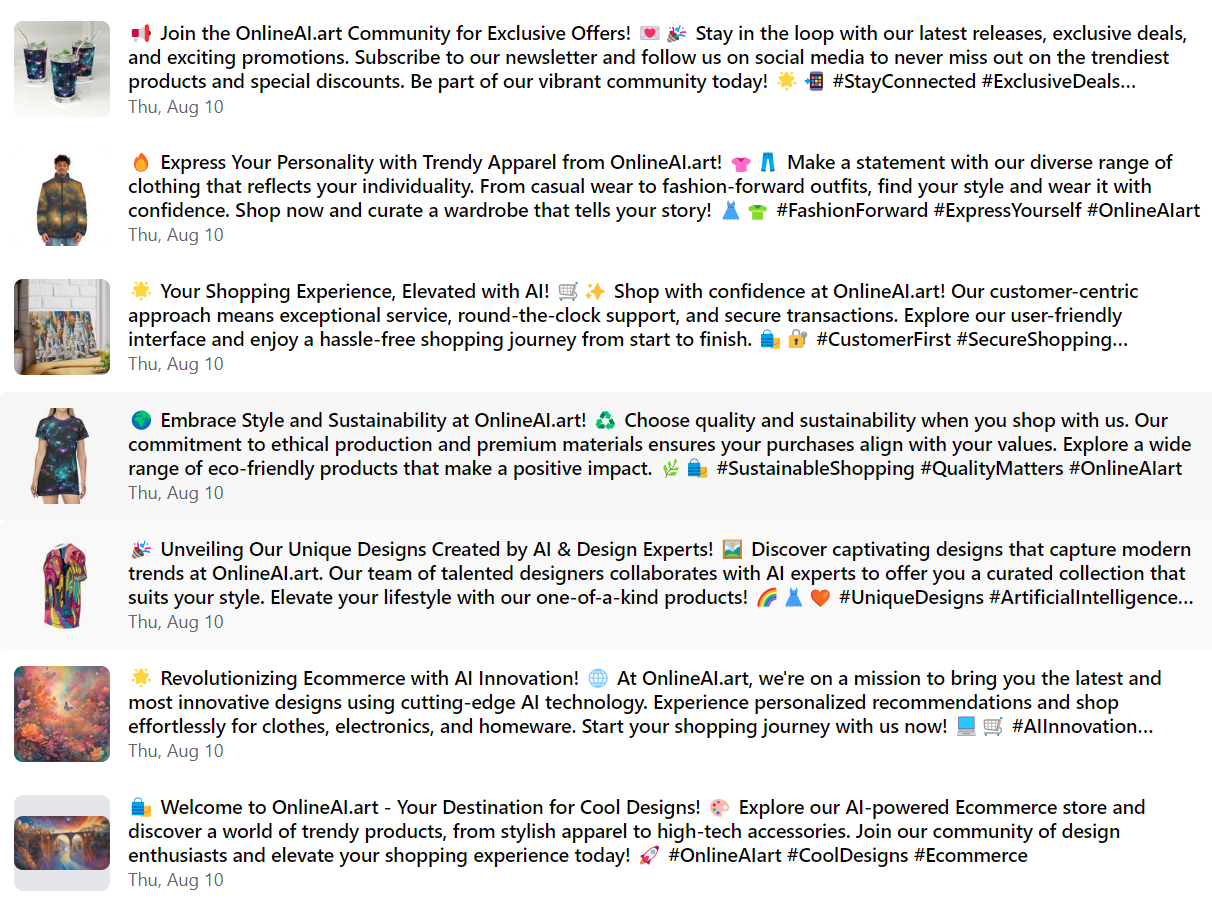 📢 Join the OnlineAI.art Community for Exclusive Offers! 💌 🎉 Stay in the loop with our latest releases, exclusive deals,
and exciting promotions. Subscribe to our newsletter and follow us on social media to never miss out on the trendiest
products and special discounts. Be part of our vibrant community today! 🌟 📲 #StayConnected #ExclusiveDeals...
Thu, Aug 10
🔥 Express Your Personality with Trendy Apparel from OnlineAI.art! 👚 👖 Make a statement with our diverse range of
clothing that reflects your individuality. From casual wear to fashion-forward outfits, find your style and wear it with
confidence. Shop now and curate a wardrobe that tells your story! 👗 👕 #FashionForward #ExpressYourself #OnlineAIart
Thu, Aug 10
🌟 Your Shopping Experience, Elevated with AI! 🛒 ✨ Shop with confidence at OnlineAI.art! Our customer-centric
approach means exceptional service, round-the-clock support, and secure transactions. Explore our user-friendly
interface and enjoy a hassle-free shopping journey from start to finish. 🛍️ 🔐 #CustomerFirst #SecureShopping...
Thu, Aug 10
🌍 Embrace Style and Sustainability at OnlineAI.art! ♻️ Choose quality and sustainability when you shop with us. Our
commitment to ethical production and premium materials ensures your purchases align with your values. Explore a wide
range of eco-friendly products that make a positive impact. 🌿 🛍️ #SustainableShopping #QualityMatters #OnlineAIart
Thu, Aug 10
🎉 Unveiling Our Unique Designs Created by AI & Design Experts! 🖼️ Discover captivating designs that capture modern
trends at OnlineAI.art. Our team of talented designers collaborates with AI experts to offer you a curated collection that
suits your style. Elevate your lifestyle with our one-of-a-kind products! 🌈 👗 ❤️ #UniqueDesigns #ArtificialIntelligence...
Thu, Aug 10
🌟 Revolutionizing Ecommerce with AI Innovation! 🌐 At OnlineAI.art, we're on a mission to bring you the latest and
most innovative designs using cutting-edge AI technology. Experience personalized recommendations and shop
effortlessly for clothes, electronics, and homeware. Start your shopping journey with us now! 💻 🛒 #AIInnovation...
Thu, Aug 10
🛍️ Welcome to OnlineAI.art - Your Destination for Cool Designs! 🎨 Explore our AI-powered Ecommerce store and
discover a world of trendy products, from stylish apparel to high-tech accessories. Join our community of design
enthusiasts and elevate your shopping experience today! 🚀 #OnlineAIart #CoolDesigns #Ecommerce
Thu, Aug 10